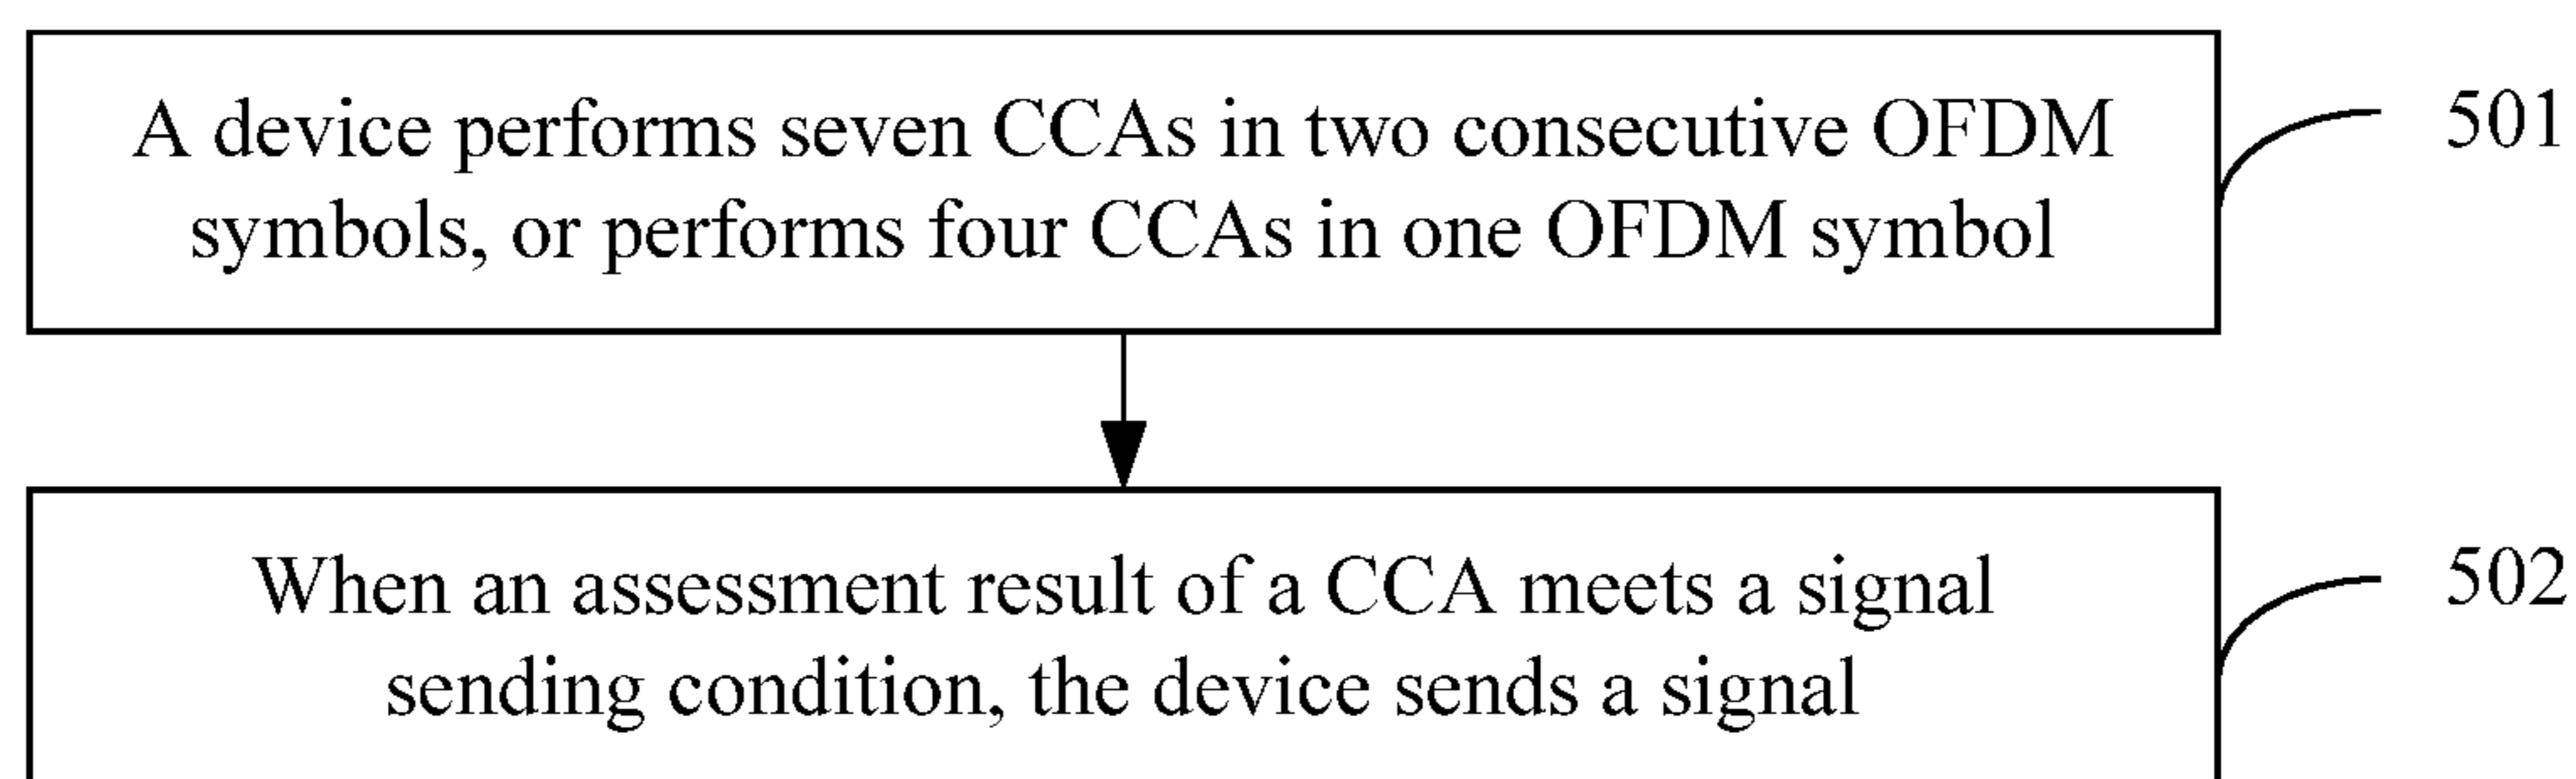 A device performs seven CCAs in two consecutive OFDM
symbols, or performs four CCAs in one OFDM symbol
501
When an assessment result of a CCA meets a signal
sending condition, the device sends a signal
502